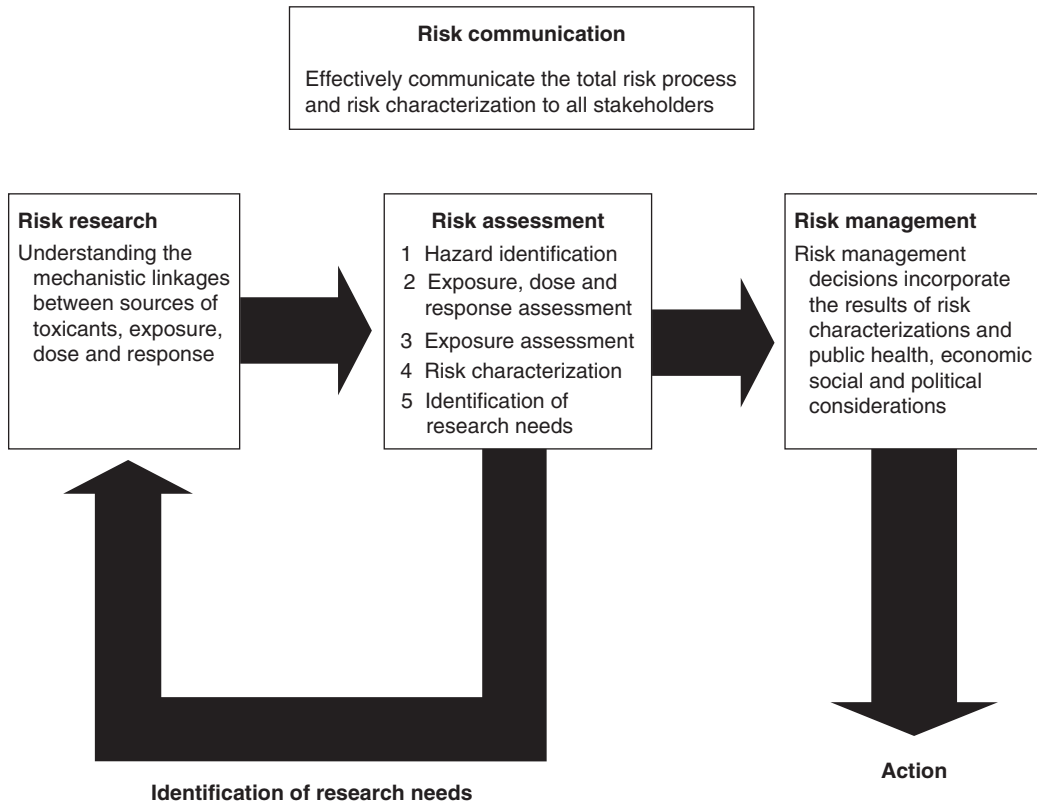 Risk communication
Effectively communicate the total risk process
and risk characterization to all stakeholders
Risk research
Understanding the
mechanistic linkages
between sources of
toxicants, exposure,
dose and response
Risk assessment
1 Hazard identification
2 Exposure, dose and
response assessment
3 Exposure assessment
4 Risk characterization
5 Identification of
research needs
Risk management
Risk management
decisions incorporate
the results of risk
characterizations and
public health, economic
social and political
considerations
Identification of research needs
Action